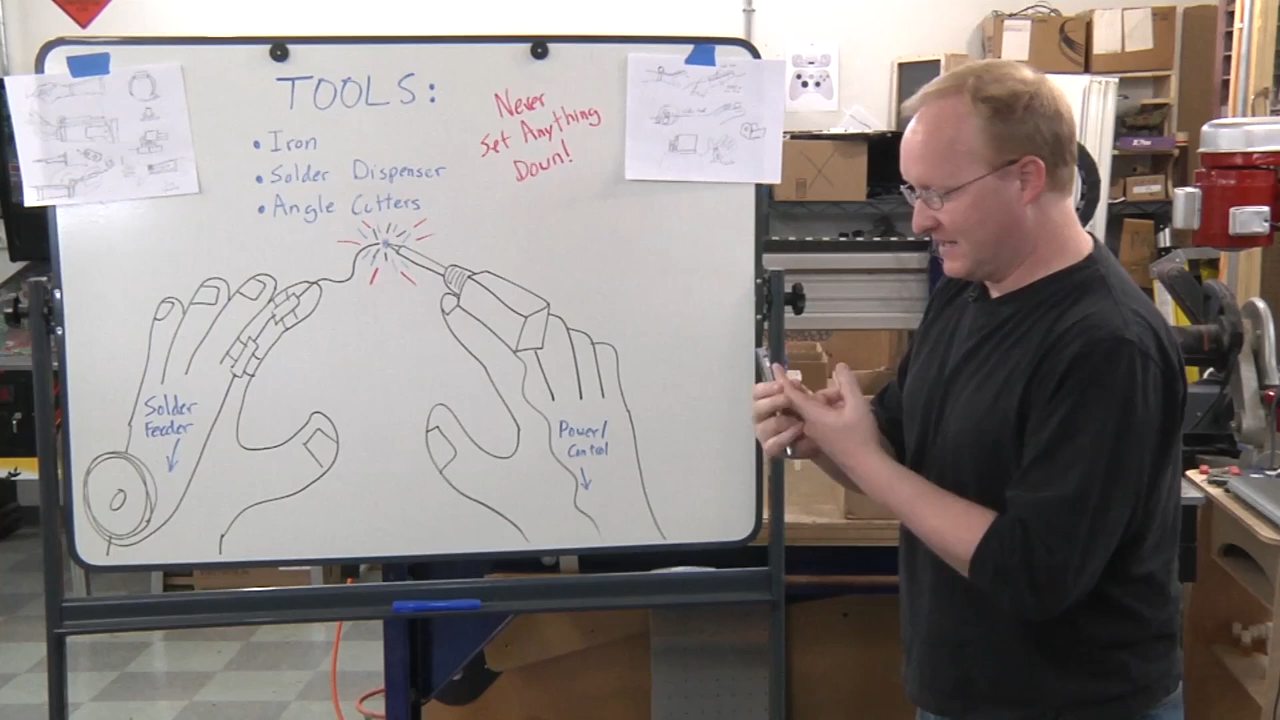 TOOLS:
• Iron
• Solder Dispenser
• Angle Cutters
Never
Set Anything
Down!
Solder
Feeder
Power/
Control